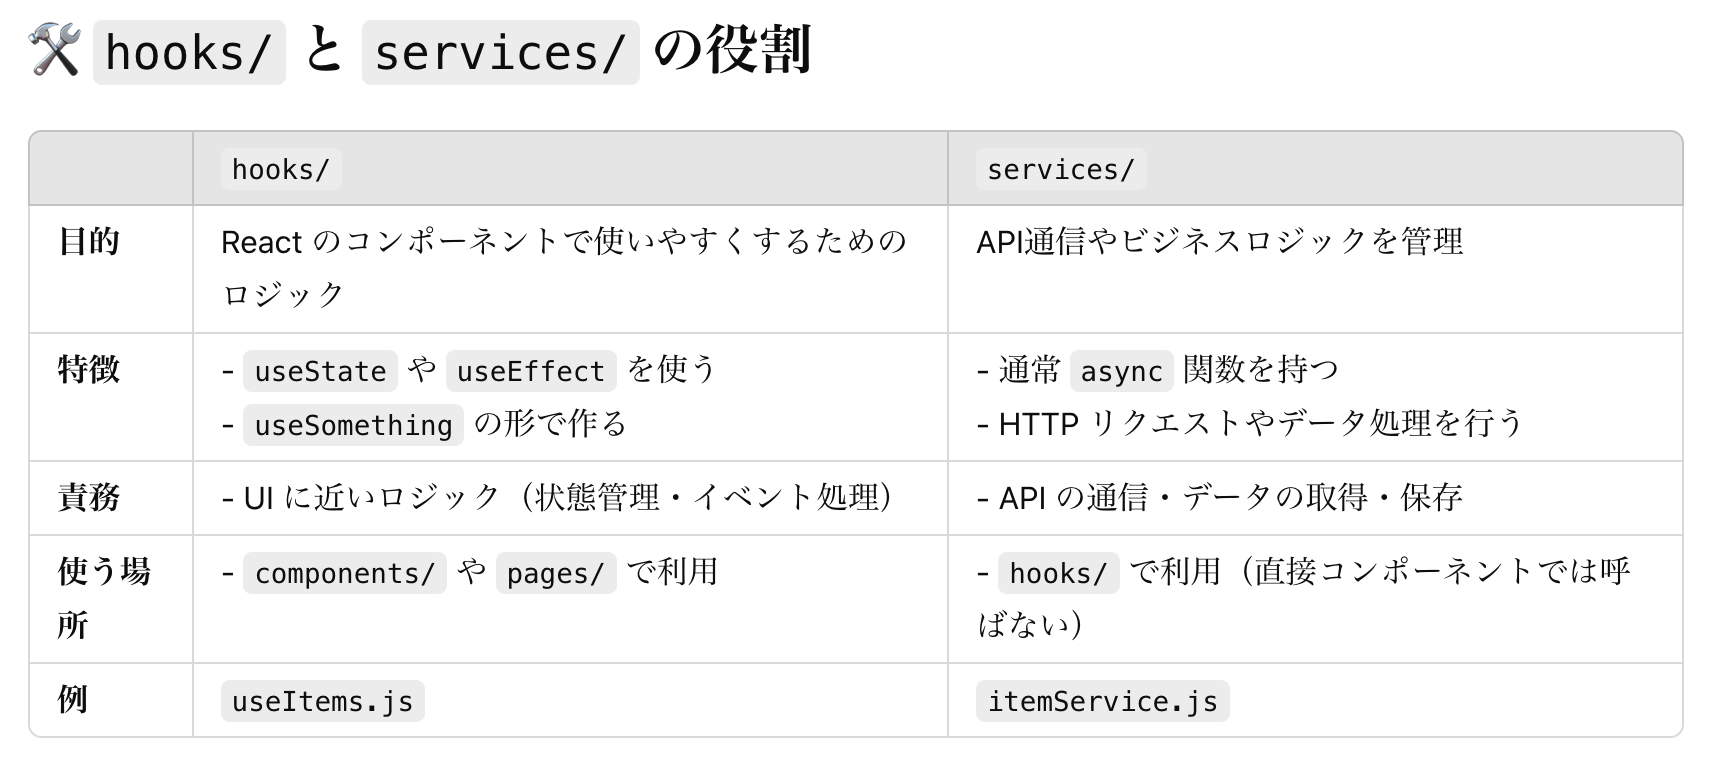 🛠 hooks/ と services/ の役割
hooks/
services/
目的
React のコンポーネントで使いやすくするための
ロジック
API通信やビジネスロジックを管理
特徴
- useState や useEffect を使う
- useSomething の形で作る
- 通常 async 関数を持つ
- HTTP リクエストやデータ処理を行う
責務
- UI に近いロジック（状態管理・イベント処理）
- API の通信・データの取得・保存
使う場
所
- components/ や pages/ で利用
- hooks/ で利用（直接コンポーネントでは呼
ばない）
例
useItems.js
itemService.js